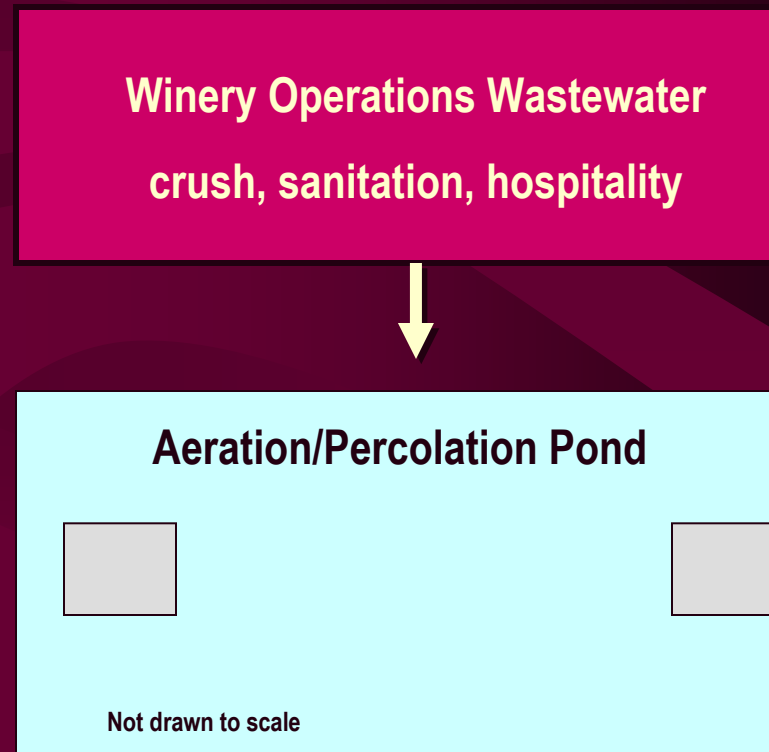 Winery Operations Wastewater
crush, sanitation, hospitality
Aeration/Percolation Pond
Not drawn to scale